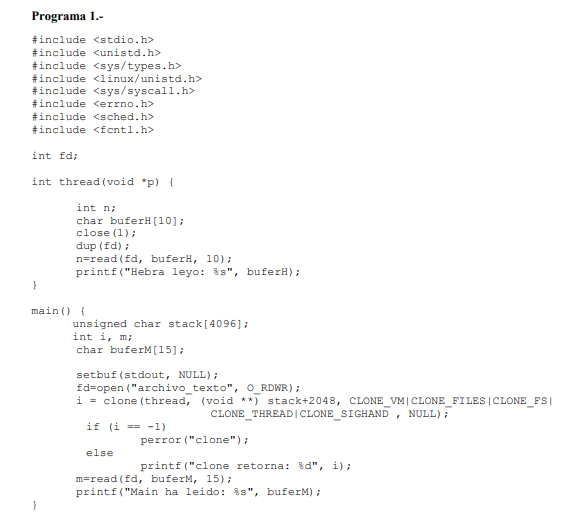 Programa 1.-
#include <stdio.h>
#include <unistd.h>
#include <sys/types.h>
#include <linux/unistd.h>
#include <sys/syscall.h>
#include <errno.h>
#include <sched.h>
#include <fcntl.h>
int fd;
int thread(void *p) {
int n;
char buferH[10];
close(1);
dup(fd);
n=read(fd, buferH, 10);
printf("Hebra leyo: %s", buferH);
}
main() {
unsigned char stack[4096];
int i, m;
char buferM[15];
setbuf(stdout, NULL);
fd=open("archivo_texto", O_RDWR);
i = clone(thread, (void **) stack+2048, CLONE_VM|CLONE_FILES|CLONE_FS|
CLONE_THREAD|CLONE_SIGHAND , NULL);
if (i == -1)
perror("clone");
else
printf("clone retorna: %d", i);
m=read(fd, buferM, 15);
printf("Main ha leido: %s", buferM);
}